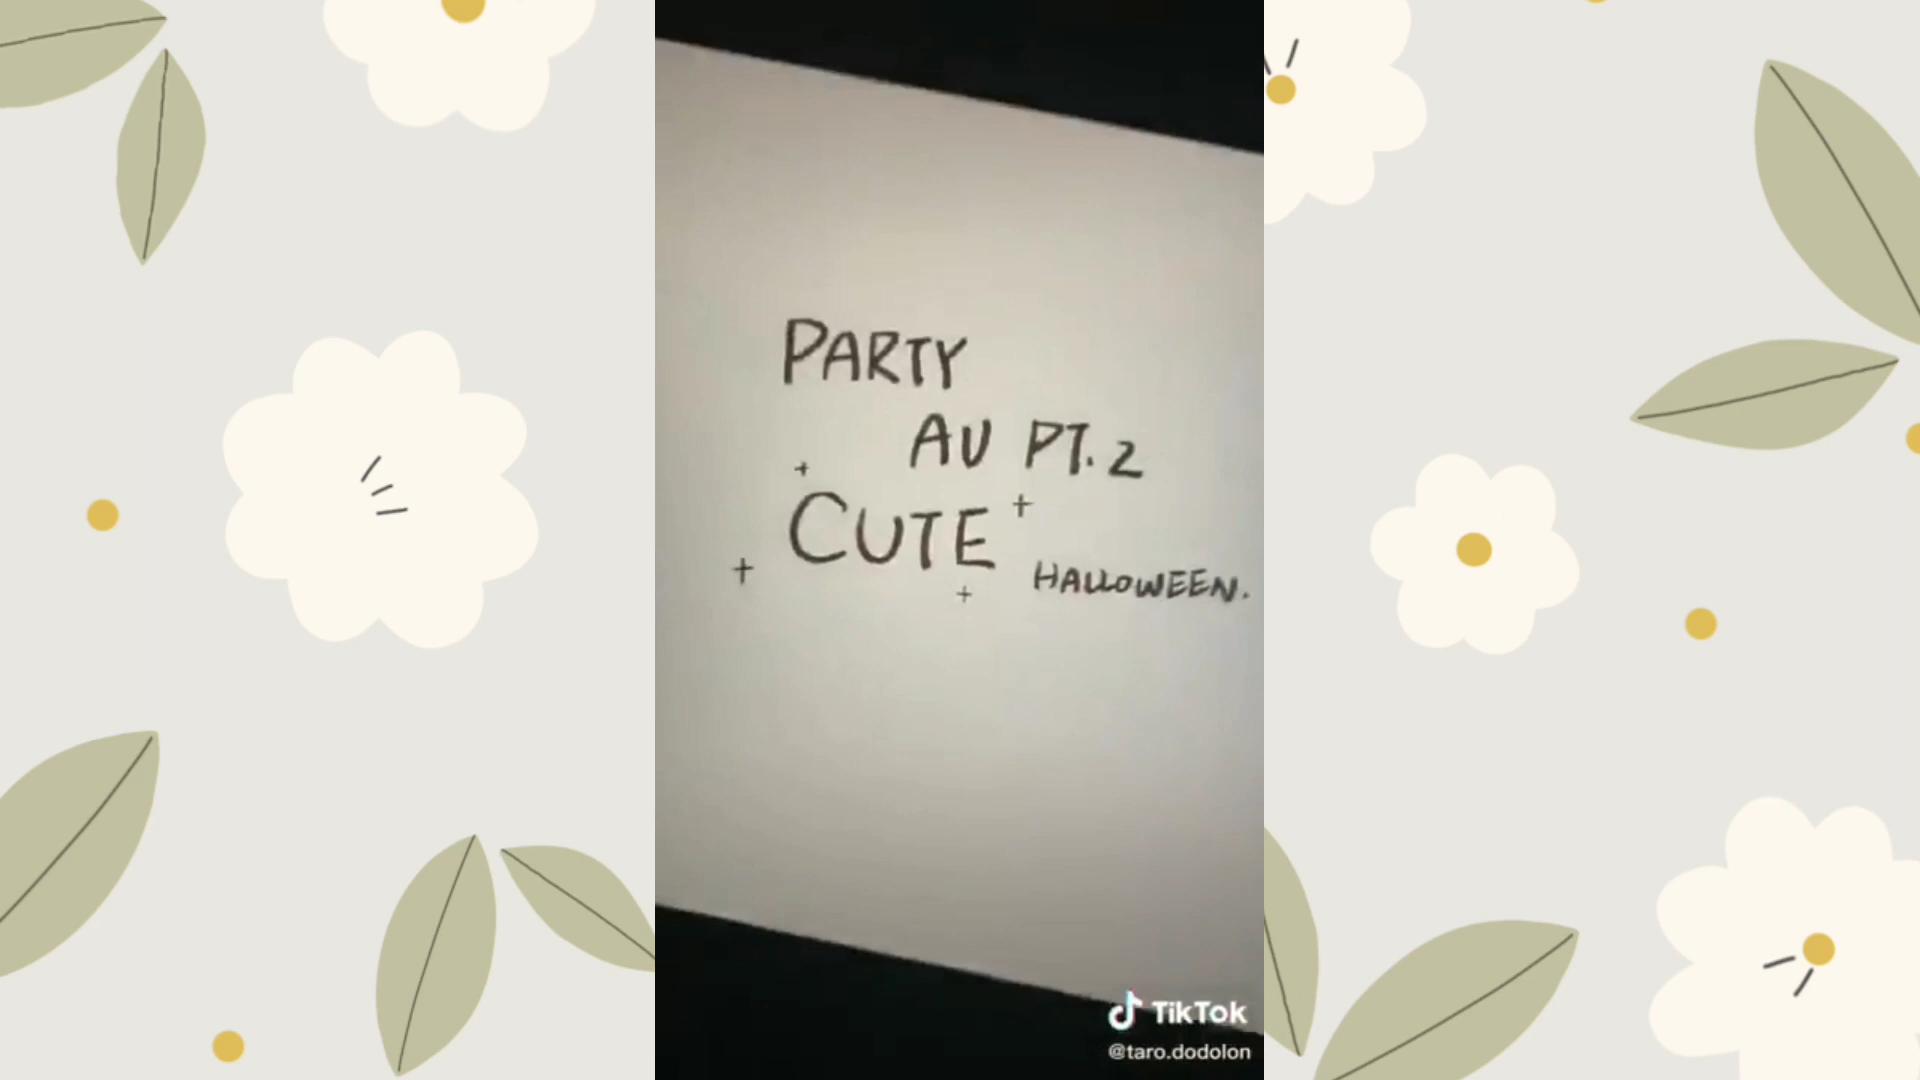 PARTY
AU PT.2
CUTE
HALLOWEEN.
TikTok
@taro.dodolon